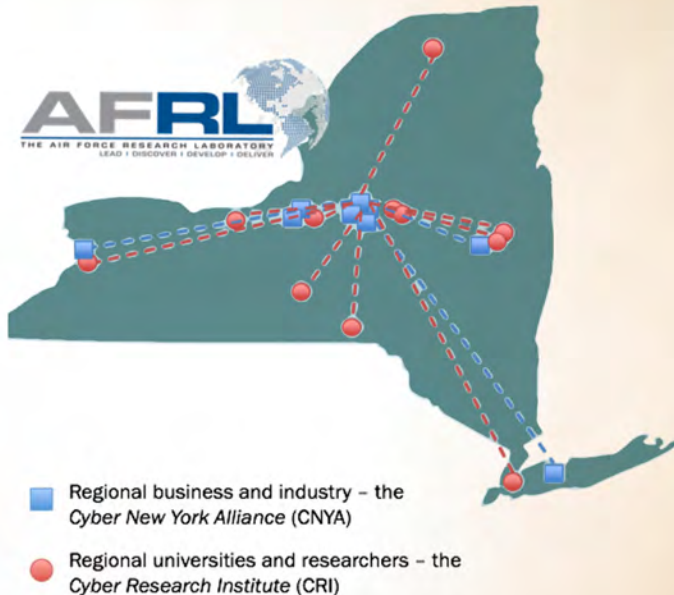 AFRL
THE AIR FORCE RESEARCH LABORATORY
LEAD | DISCOVER | DEVELOP | DELIVER
Regional business and industry – the
Cyber New York Alliance (CNYA)
Regional universities and researchers – the
Cyber Research Institute (CRI)